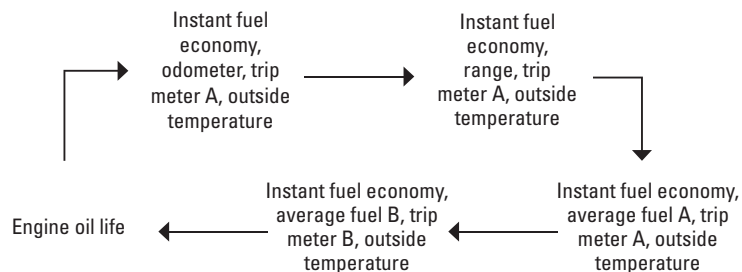 Instant fuel
economy,
odometer, trip
meter A, outside
temperature
Instant fuel
economy,
range, trip
meter A, outside
temperature
Instant fuel economy,
average fuel A, trip
meter A, outside
temperature
Instant fuel economy,
average fuel B, trip
meter B, outside
temperature
Engine oil life